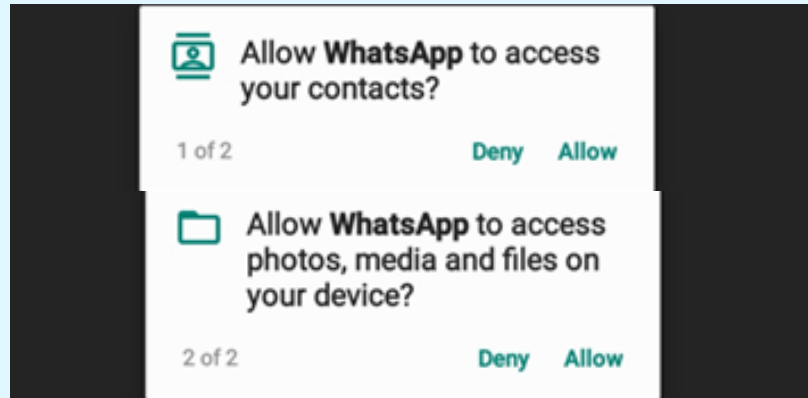 Allow WhatsApp to access
your contacts?
1 of 2 Deny Allow
Allow WhatsApp to access
photos, media and files on
your device?
2 of 2 Deny Allow